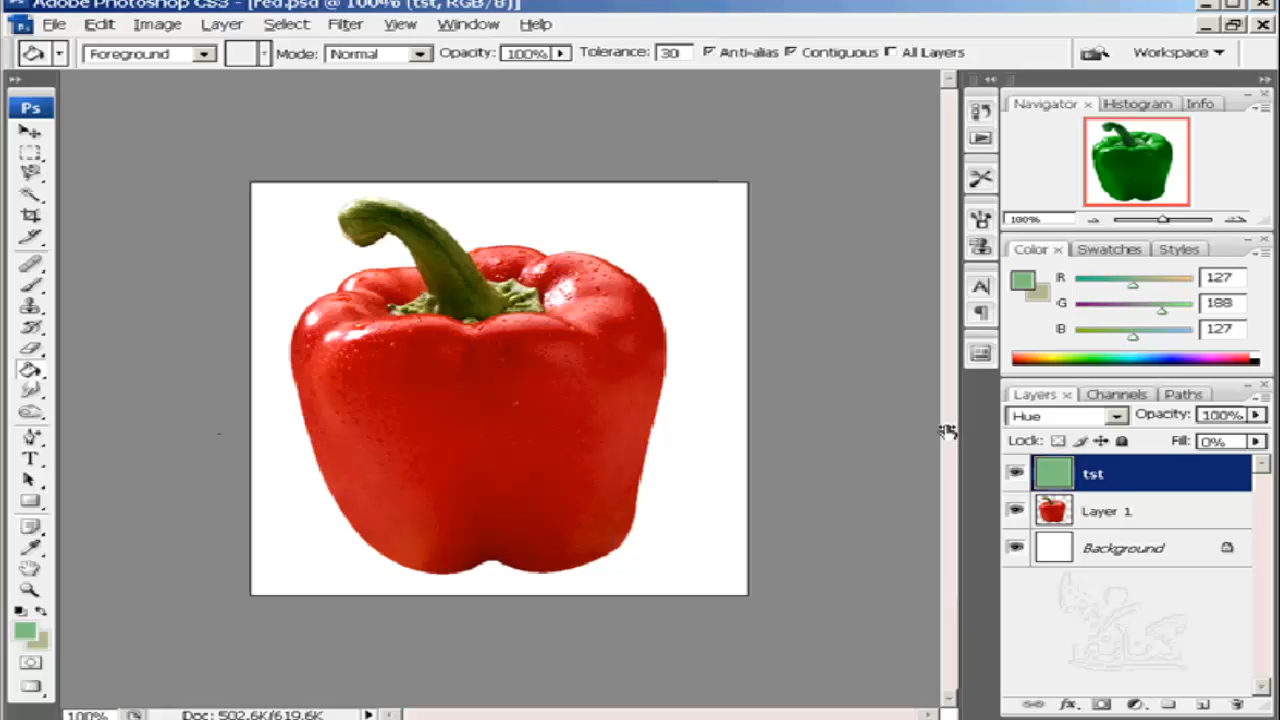 Adobe Photoshop CS3 - [red.psd @ 100% (tst, RGB/8)]
File Edit Image Layer Select Filter View Window Help
Foreground Mode: Normal Opacity: 100% Tolerance: 30 Anti-alias Contiguous All Layers Workspace
Ps
Navigator × Histogram Info
100%
Color × Swatches Styles
R 127
G 188
B 127
Layers × Channels Paths
Hue Opacity: 100%
Lock: Fill: 0%
tst
Layer 1
Background
100% Doc: 502.6K/619.6K